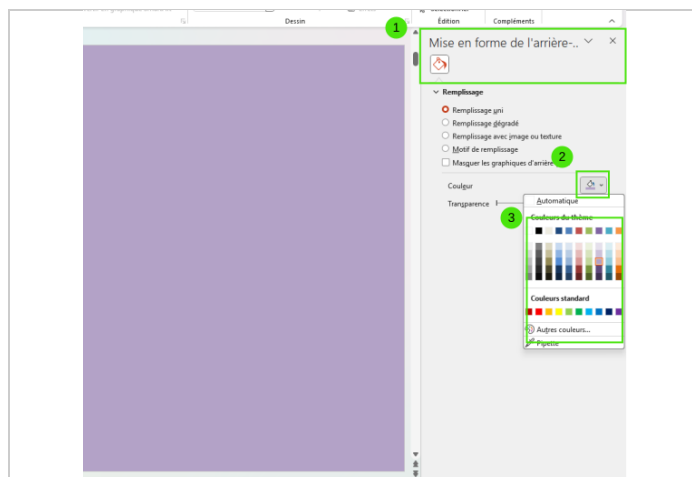 Dessin
Édition
Compléments
1
Mise en forme de l'arrière-..
Remplissage
Remplissage uni
Remplissage dégradé
Remplissage avec image ou texture
Motif de remplissage
Masquer les graphiques d'arrière
2
Couleur
Transparence
Automatique
3
Couleurs du thème
Couleurs standard
Autres couleurs...
Pipette